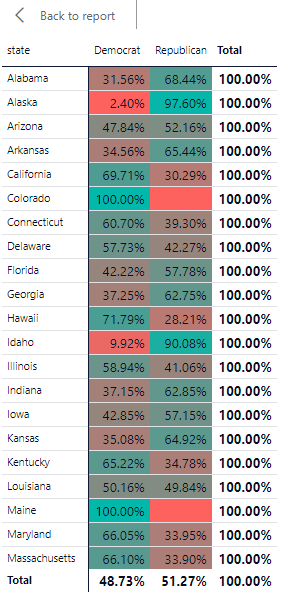 Back to report
state Democrat Republican Total
Alabama 31.56% 68.44% 100.00%
Alaska 2.40% 97.60% 100.00%
Arizona 47.84% 52.16% 100.00%
Arkansas 34.56% 65.44% 100.00%
California 69.71% 30.29% 100.00%
Colorado 100.00% 100.00%
Connecticut 60.70% 39.30% 100.00%
Delaware 57.73% 42.27% 100.00%
Florida 42.22% 57.78% 100.00%
Georgia 37.25% 62.75% 100.00%
Hawaii 71.79% 28.21% 100.00%
Idaho 9.92% 90.08% 100.00%
Illinois 58.94% 41.06% 100.00%
Indiana 37.15% 62.85% 100.00%
Iowa 42.85% 57.15% 100.00%
Kansas 35.08% 64.92% 100.00%
Kentucky 65.22% 34.78% 100.00%
Louisiana 50.16% 49.84% 100.00%
Maine 100.00% 100.00%
Maryland 66.05% 33.95% 100.00%
Massachusetts 66.10% 33.90% 100.00%
Total 48.73% 51.27% 100.00%